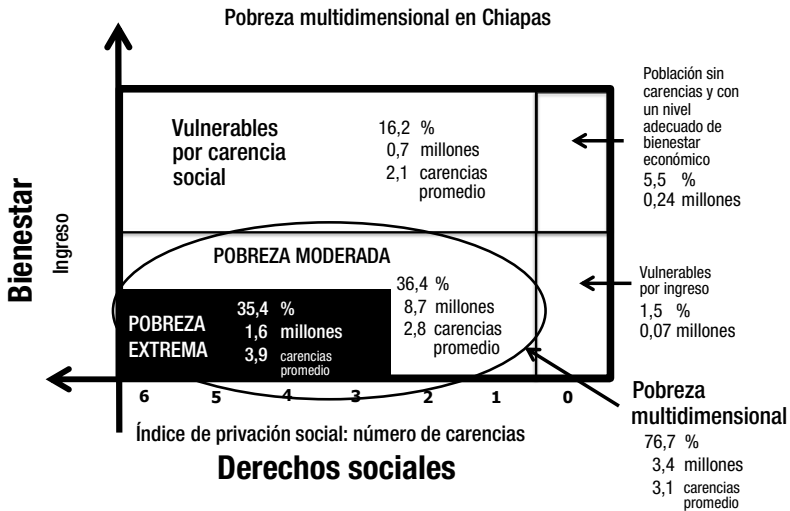 Pobreza multidimensional en Chiapas
Bienestar
Ingreso
Vulnerables
por carencia
social
16,2 %
0,7 millones
2,1 carencias
promedio
Población sin
carencias y con
un nivel
adecuado de
bienestar
económico
5,5 %
0,24 millones
POBREZA MODERADA
36,4 %
8,7 millones
2,8 carencias
promedio
POBREZA
EXTREMA
35,4 %
1,6 millones
3,9 carencias
promedio
Vulnerables
por ingreso
1,5 %
0,07 millones
6 5 4 3 2 1 0
Índice de privación social: número de carencias
Derechos sociales
Pobreza
multidimensional
76,7 %
3,4 millones
3,1 carencias
promedio